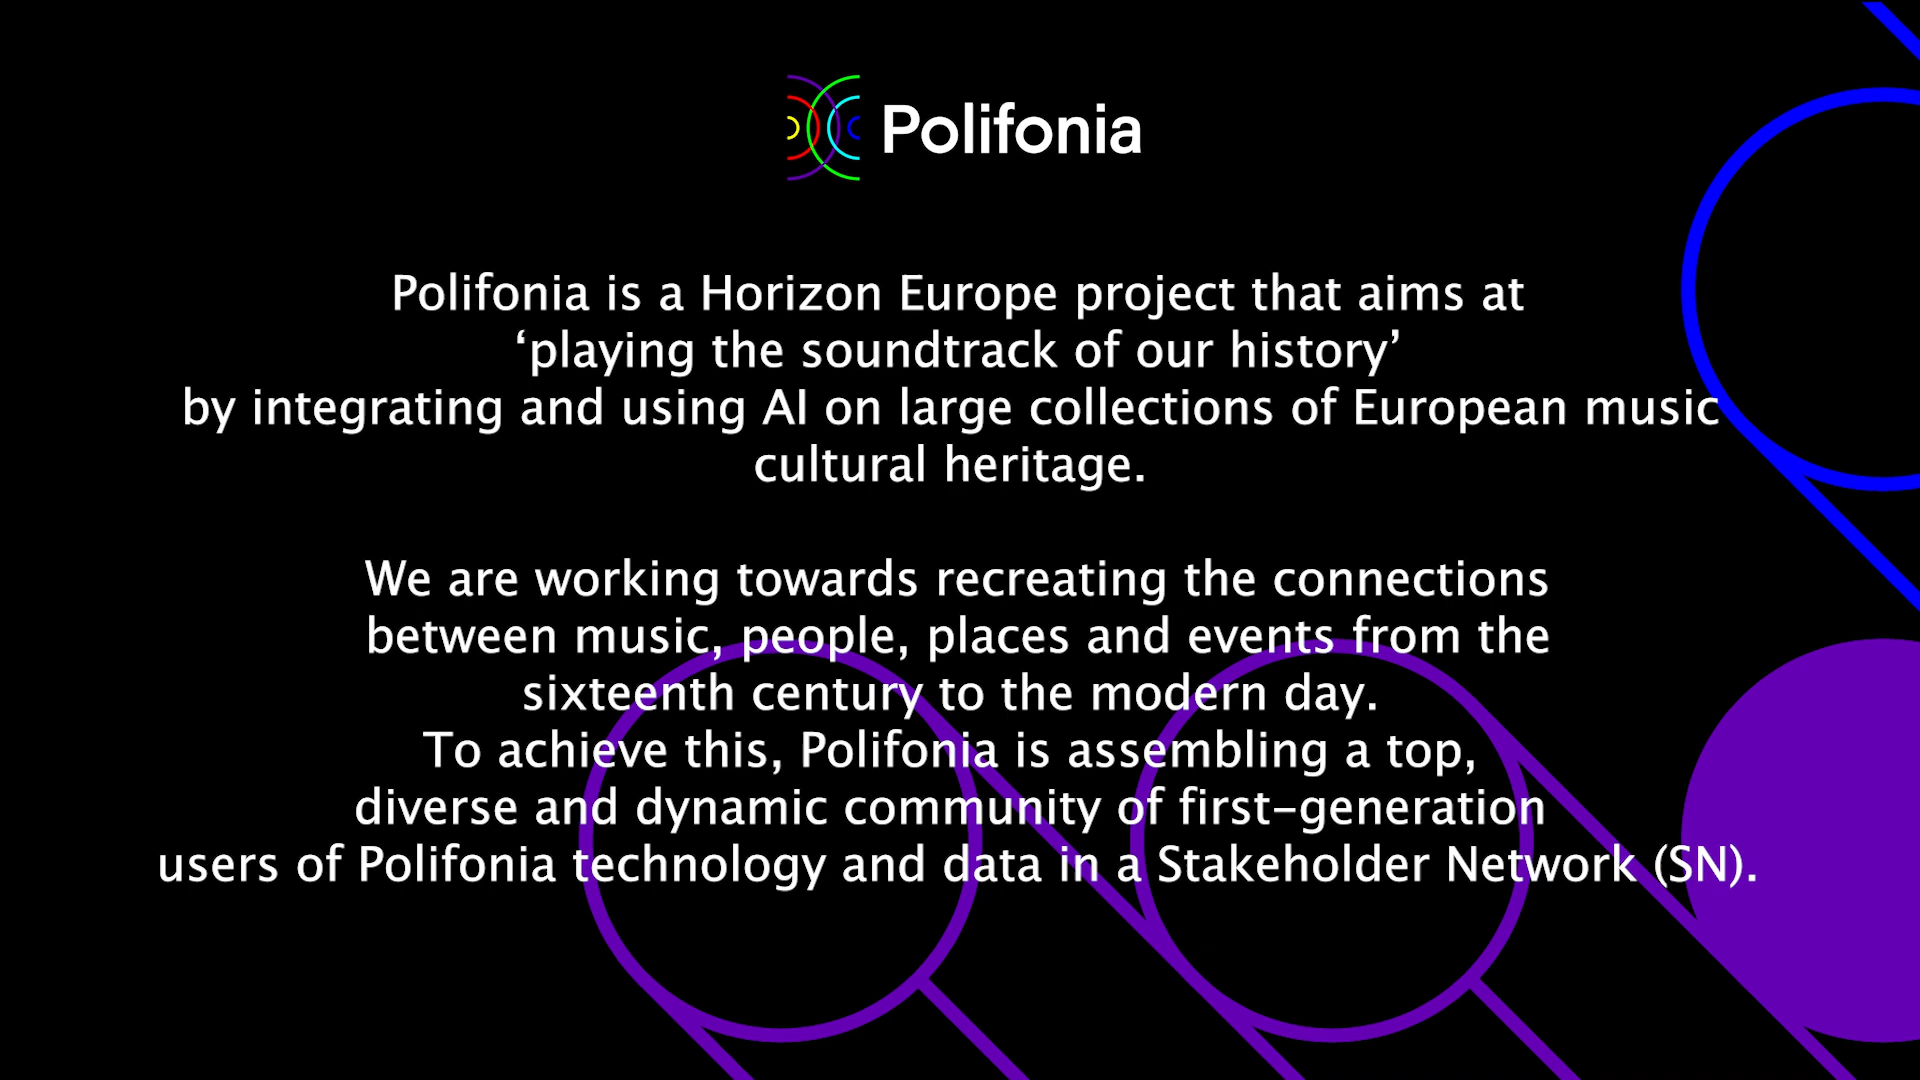 Polifonia
Polifonia is a Horizon Europe project that aims at
‘playing the soundtrack of our history’
by integrating and using AI on large collections of European music
cultural heritage.
We are working towards recreating the connections
between music, people, places and events from the
sixteenth century to the modern day.
To achieve this, Polifonia is assembling a top,
diverse and dynamic community of first–generation
users of Polifonia technology and data in a Stakeholder Network (SN).